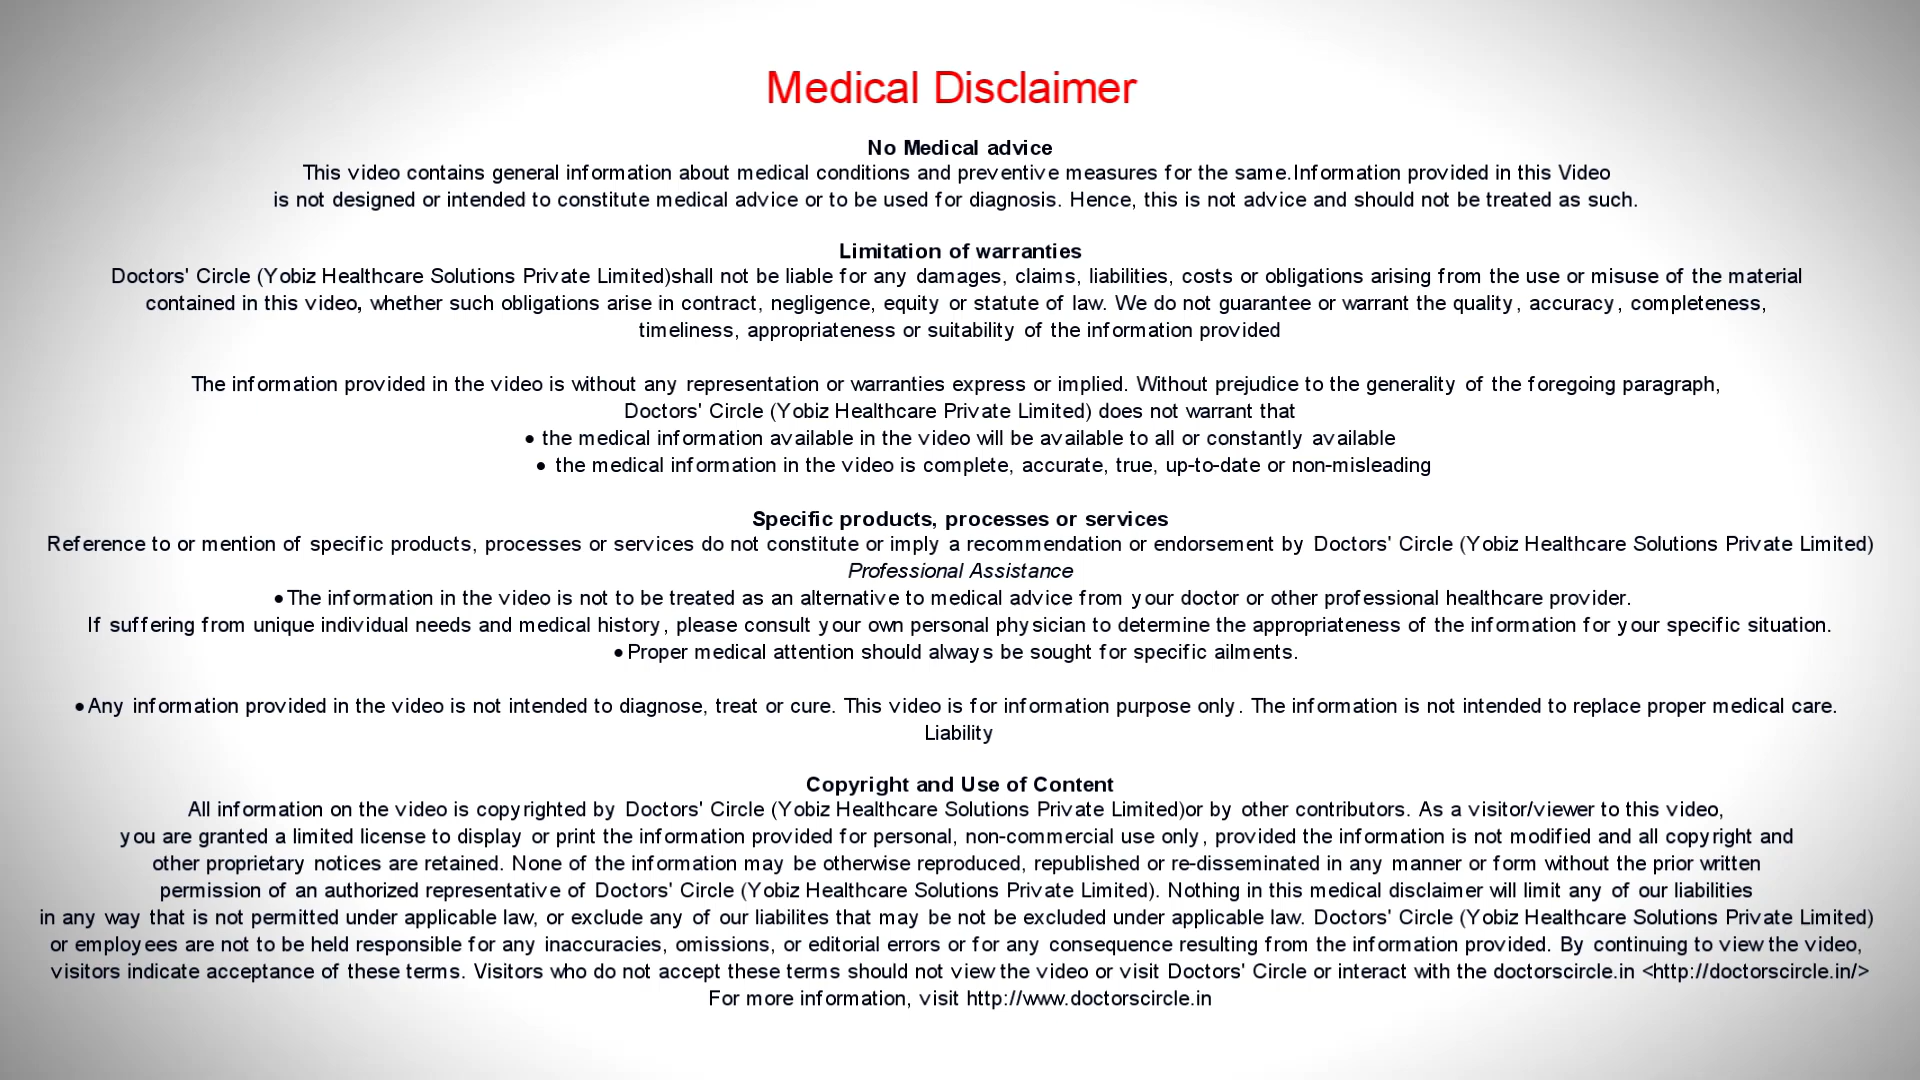 Medical Disclaimer
No Medical advice
This video contains general information about medical conditions and preventive measures for the same.Information provided in this Video
is not designed or intended to constitute medical advice or to be used for diagnosis. Hence, this is not advice and should not be treated as such.
Limitation of warranties
Doctors' Circle (Yobiz Healthcare Solutions Private Limited)shall not be liable for any damages, claims, liabilities, costs or obligations arising from the use or misuse of the material
contained in this video, whether such obligations arise in contract, negligence, equity or statute of law. We do not guarantee or warrant the quality, accuracy, completeness,
timeliness, appropriateness or suitability of the information provided
The information provided in the video is without any representation or warranties express or implied. Without prejudice to the generality of the foregoing paragraph,
Doctors' Circle (Yobiz Healthcare Private Limited) does not warrant that
• the medical information available in the video will be available to all or constantly available
• the medical information in the video is complete, accurate, true, up-to-date or non-misleading
Specific products, processes or services
Reference to or mention of specific products, processes or services do not constitute or imply a recommendation or endorsement by Doctors' Circle (Yobiz Healthcare Solutions Private Limited)
Professional Assistance
•The information in the video is not to be treated as an alternative to medical advice from your doctor or other professional healthcare provider.
If suffering from unique individual needs and medical history, please consult your own personal physician to determine the appropriateness of the information for your specific situation.
•Proper medical attention should always be sought for specific ailments.
•Any information provided in the video is not intended to diagnose, treat or cure. This video is for information purpose only. The information is not intended to replace proper medical care.
Liability
Copyright and Use of Content
All information on the video is copyrighted by Doctors' Circle (Yobiz Healthcare Solutions Private Limited)or by other contributors. As a visitor/viewer to this video,
you are granted a limited license to display or print the information provided for personal, non-commercial use only, provided the information is not modified and all copyright and
other proprietary notices are retained. None of the information may be otherwise reproduced, republished or re-disseminated in any manner or form without the prior written
permission of an authorized representative of Doctors' Circle (Yobiz Healthcare Solutions Private Limited). Nothing in this medical disclaimer will limit any of our liabilities
in any way that is not permitted under applicable law, or exclude any of our liabilites that may be not be excluded under applicable law. Doctors' Circle (Yobiz Healthcare Solutions Private Limited)
or employees are not to be held responsible for any inaccuracies, omissions, or editorial errors or for any consequence resulting from the information provided. By continuing to view the video,
visitors indicate acceptance of these terms. Visitors who do not accept these terms should not view the video or visit Doctors' Circle or interact with the doctorscircle.in <http://doctorscircle.in/>
For more information, visit http://www.doctorscircle.in